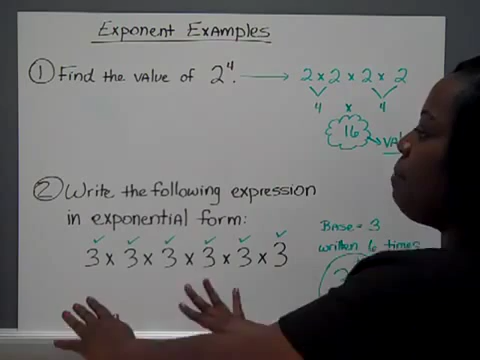 Exponent Examples
① Find the value of 2⁴. → 2 × 2 × 2 × 2
4 × 4
16
② Write the following expression
in exponential form:
3 × 3 × 3 × 3 × 3 × 3
Base = 3
written 6 times
3